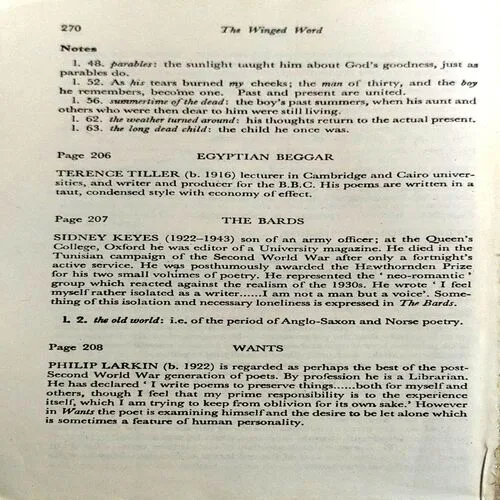 270 The Winged Word
Notes
l. 48. parables: the sunlight taught him about God's goodness, just as
parables do.
l. 52. As his tears burned my cheeks; the man of thirty, and the boy
he remembers, become one. Past and present are united.
l. 56. summertime of the dead: the boy's past summers, when his aunt and
others who were then dear to him were still living.
l. 62. the weather turned around: his thoughts return to the actual present.
l. 63. the long dead child: the child he once was.
Page 206 EGYPTIAN BEGGAR
TERENCE TILLER (b. 1916) lecturer in Cambridge and Cairo univer-
sities, and writer and producer for the B.B.C. His poems are written in a
taut, condensed style with economy of effect.
Page 207 THE BARDS
SIDNEY KEYES (1922–1943) son of an army officer; at the Queen's
College, Oxford he was editor of a University magazine. He died in the
Tunisian campaign of the Second World War after only a fortnight's
active service. He was posthumously awarded the Hawthornden Prize
for his two small volumes of poetry. He represented the ‘neo-romantic’
group which reacted against the realism of the 1930s. He wrote ‘I feel
myself rather isolated as a writer......I am not a man but a voice’. Some-
thing of this isolation and necessary loneliness is expressed in The Bards.
l. 2. the old world: i.e. of the period of Anglo-Saxon and Norse poetry.
Page 208 WANTS
PHILIP LARKIN (b. 1922) is regarded as perhaps the best of the post-
Second World War generation of poets. By profession he is a Librarian.
He has declared ‘I write poems to preserve things......both for myself and
others, though I feel that my prime responsibility is to the experience
itself, which I am trying to keep from oblivion for its own sake.’ However
in Wants the poet is examining himself and the desire to be let alone which
is sometimes a feature of human personality.